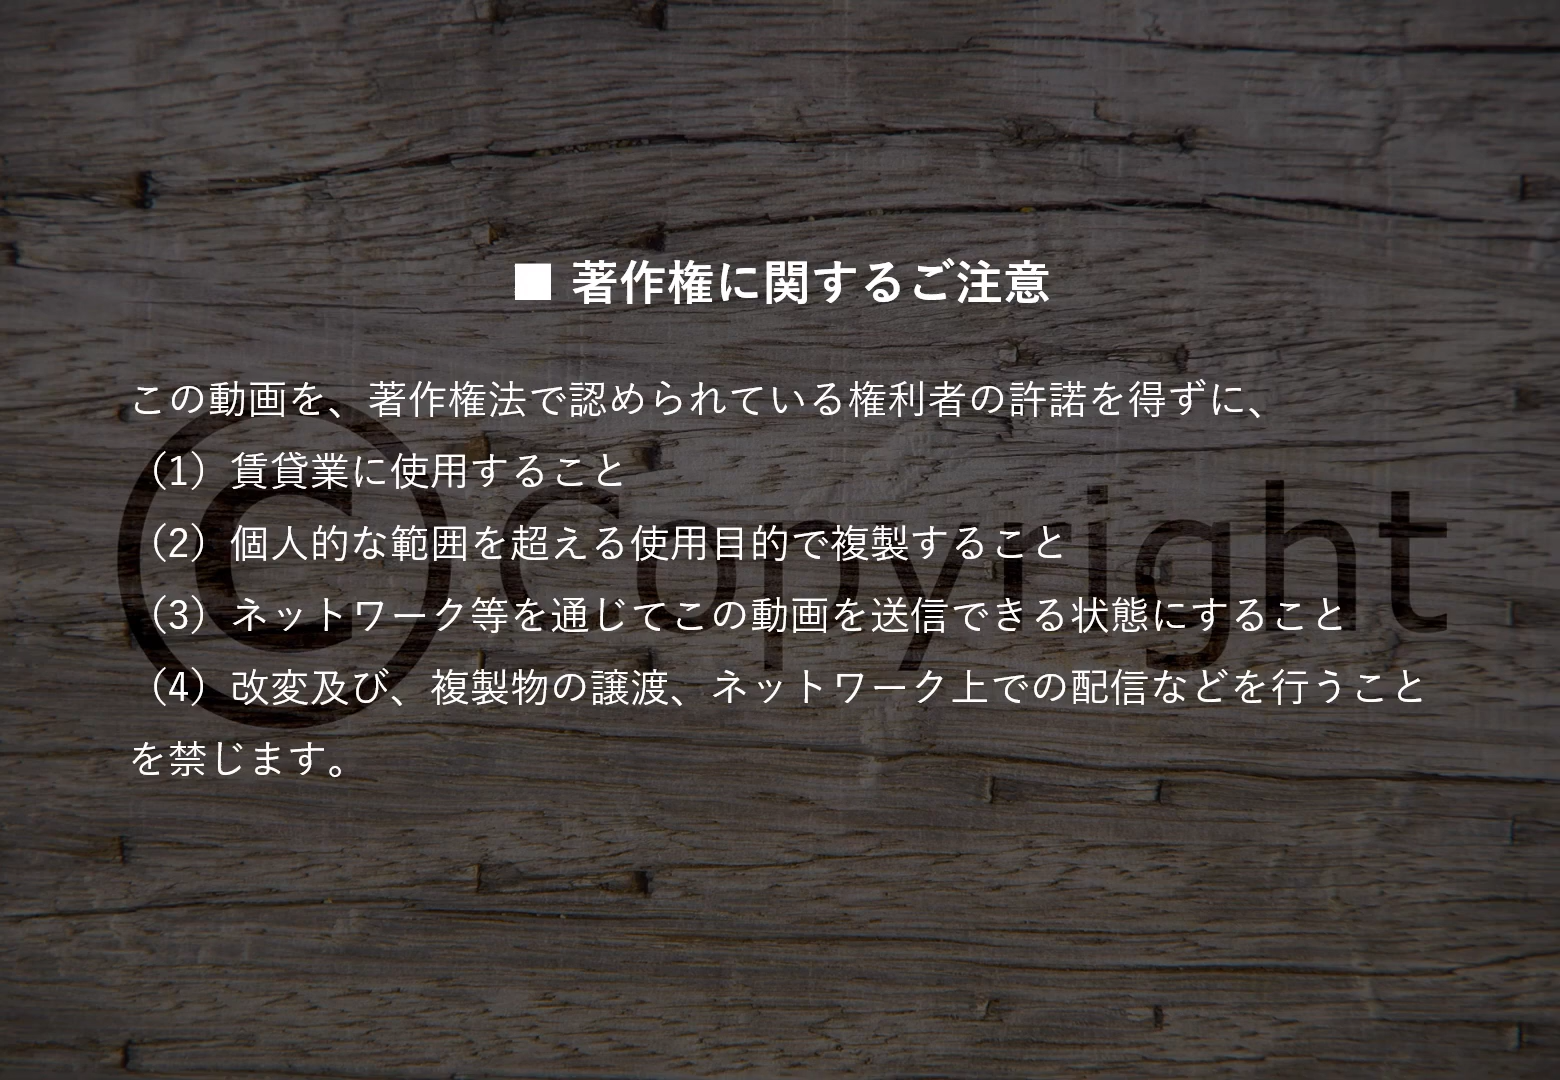 ■ 著作権に関するご注意
この動画を、著作権法で認められている権利者の許諾を得ずに、
（1）賃貸業に使用すること
（2）個人的な範囲を超える使用目的で複製すること
（3）ネットワーク等を通じてこの動画を送信できる状態にすること
（4）改変及び、複製物の譲渡、ネットワーク上での配信などを行うこと
を禁じます。
© Copyright